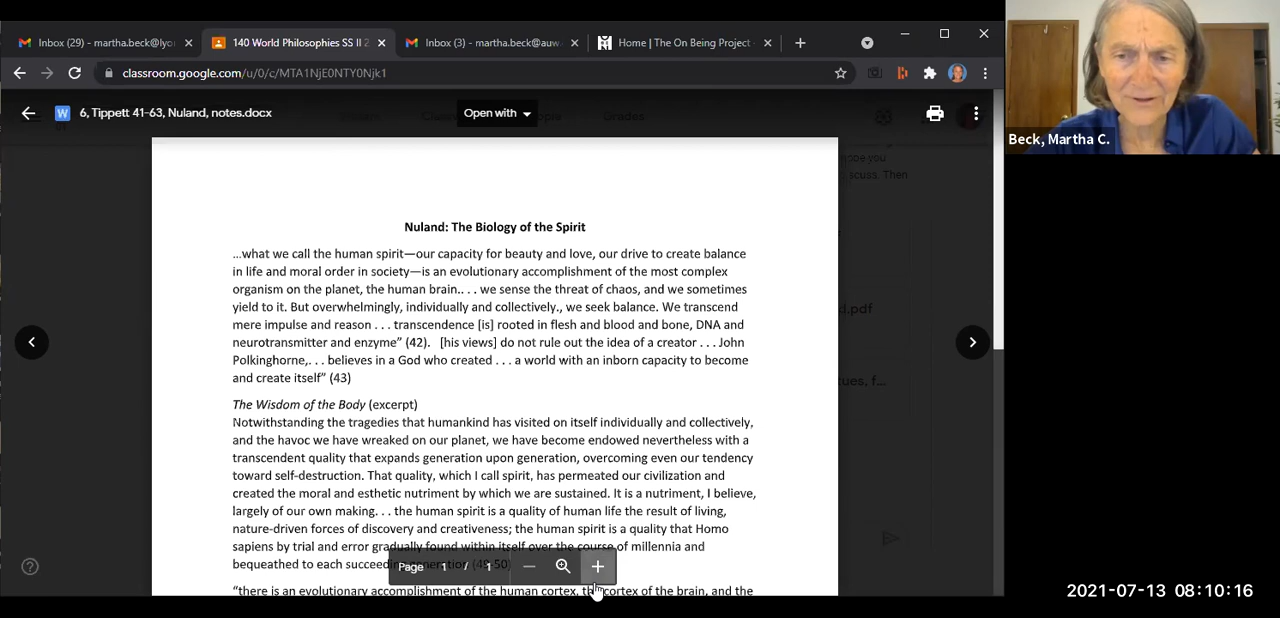 Inbox (29) - martha.beck@lyo
140 World Philosophies SS II 2
Inbox (3) - martha.beck@auw
Home | The On Being Project -
classroom.google.com/u/0/c/MTA1NjE0NTY0Njk1
W 6, Tippett 41-63, Nuland, notes.docx
Open with
Grades
Beck, Martha C.
scuss. Then
Nuland: The Biology of the Spirit
...what we call the human spirit—our capacity for beauty and love, our drive to create balance
in life and moral order in society—is an evolutionary accomplishment of the most complex
organism on the planet, the human brain.. . . we sense the threat of chaos, and we sometimes
yield to it. But overwhelmingly, individually and collectively., we seek balance. We transcend
mere impulse and reason . . . transcendence [is] rooted in flesh and blood and bone, DNA and
neurotransmitter and enzyme” (42). [his views] do not rule out the idea of a creator . . . John
Polkinghorne,. . . believes in a God who created . . . a world with an inborn capacity to become
and create itself” (43)
The Wisdom of the Body (excerpt)
Notwithstanding the tragedies that humankind has visited on itself individually and collectively,
and the havoc we have wreaked on our planet, we have become endowed nevertheless with a
transcendent quality that expands generation upon generation, overcoming even our tendency
toward self-destruction. That quality, which I call spirit, has permeated our civilization and
created the moral and esthetic nutriment by which we are sustained. It is a nutriment, I believe,
largely of our own making. . . the human spirit is a quality of human life the result of living,
nature-driven forces of discovery and creativeness; the human spirit is a quality that Homo
sapiens by trial and error gradually found within itself over the course of millennia and
bequeathed to each succeeding generation (49-50)
“there is an evolutionary accomplishment of the human cortex, the cortex of the brain, and the
d.pdf
tues, f...
Page 1 / 1
2021-07-13 08:10:16